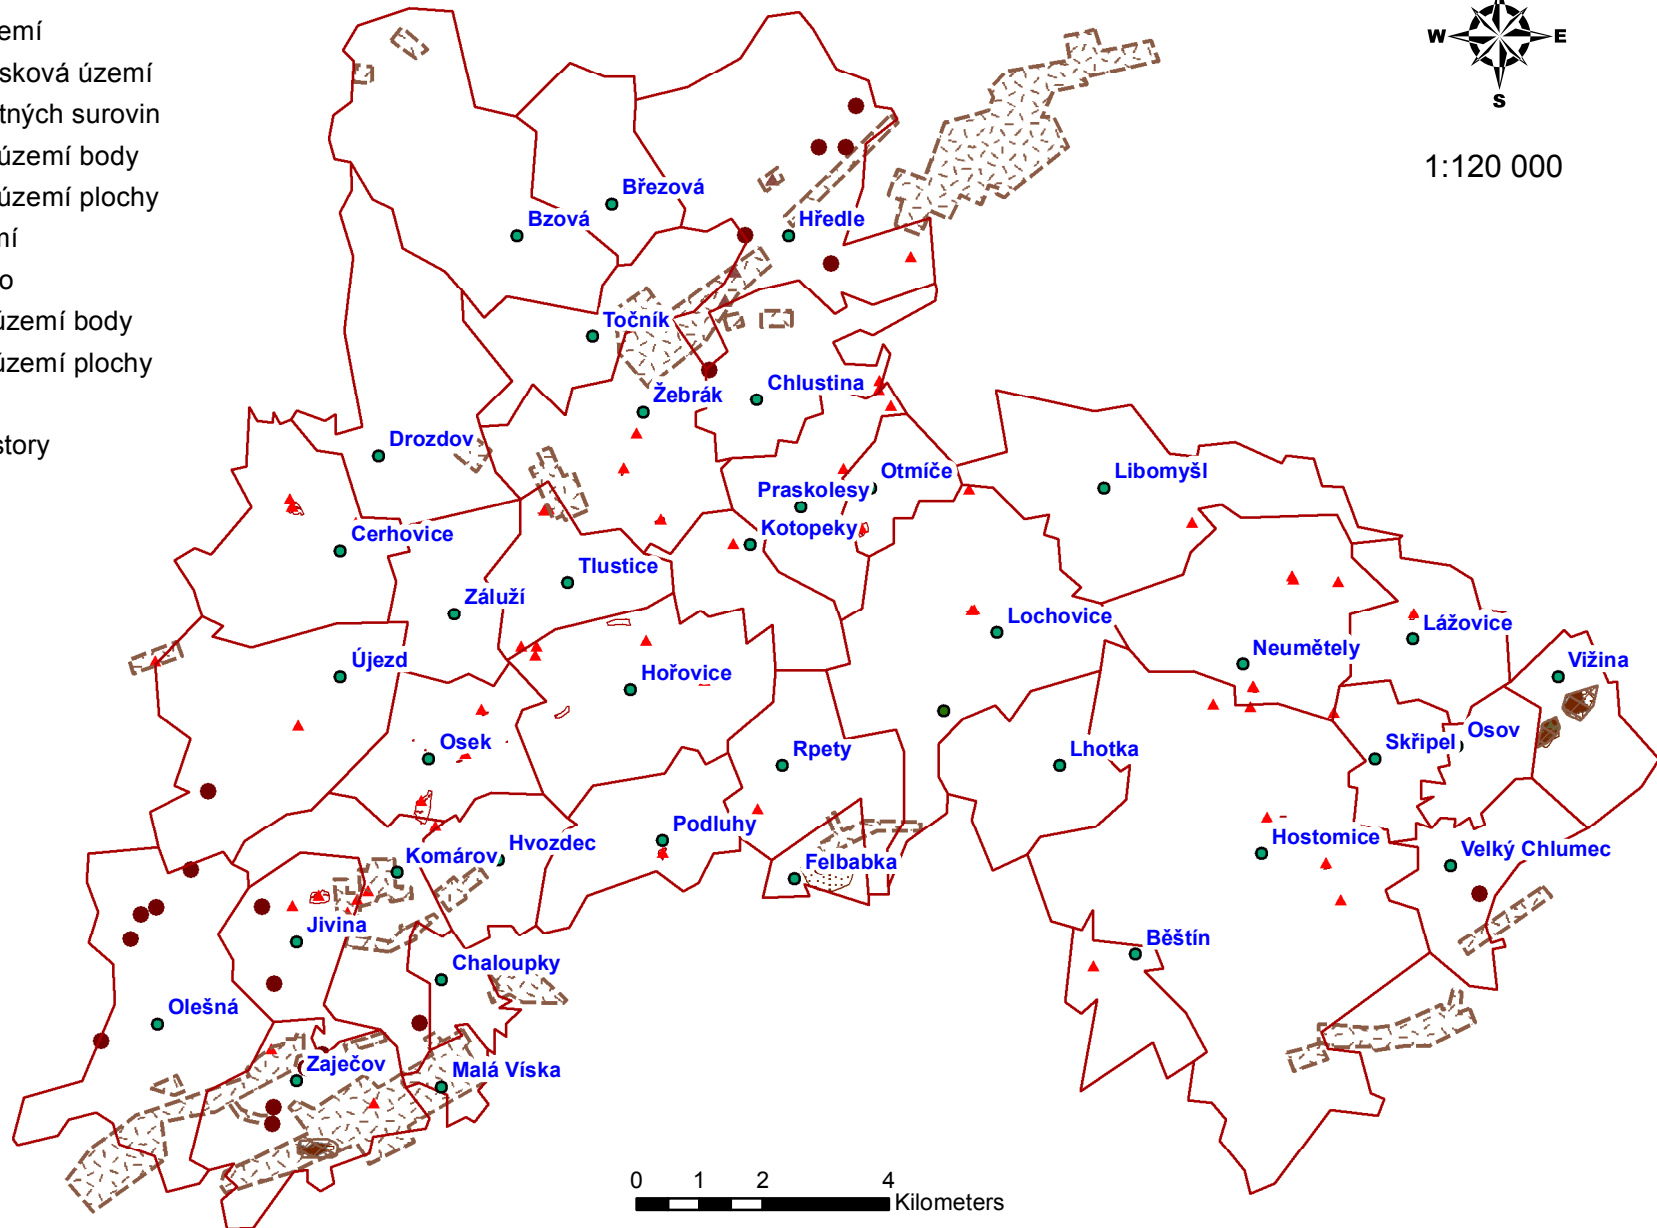 emí
sková území
tných surovin
území body
území plochy
ní
o
území body
území plochy
story
W E
S
1:120 000
Březová
Bzová
Hředle
Točník
Žebrák
Chlustina
Drozdov
Otmíče
Libomyšl
Praskolesy
Cerhovice
Kotopeky
Tlustice
Záluží
Lochovice
Lážovice
Neumětely
Újezd
Hořovice
Vižina
Osek
Rpety
Lhotka
Skřipel
Osov
Podluhy
Hostomice
Komárov
Hvozdec
Felbabka
Velký Chlumec
Jivina
Běštín
Chaloupky
Olešná
Zaječov
Malá Víska
0 1 2 4
Kilometers